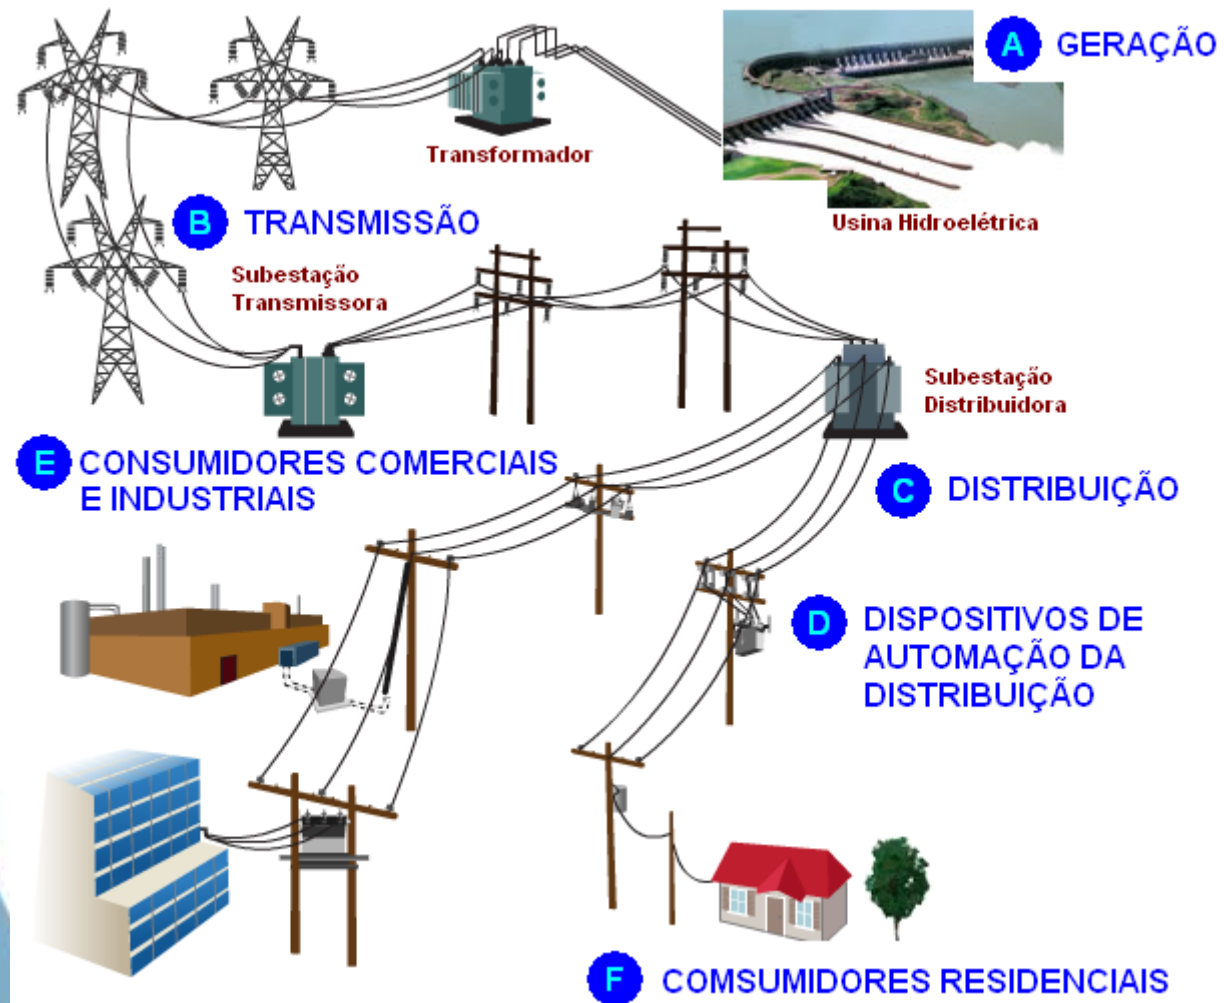 A GERAÇÃO
Transformador
Usina Hidroelétrica
B TRANSMISSÃO
Subestação
Transmissora
Subestação
Distribuidora
E CONSUMIDORES COMERCIAIS
E INDUSTRIAIS
C DISTRIBUIÇÃO
D DISPOSITIVOS DE
AUTOMAÇÃO DA
DISTRIBUIÇÃO
F COMSUMIDORES RESIDENCIAIS